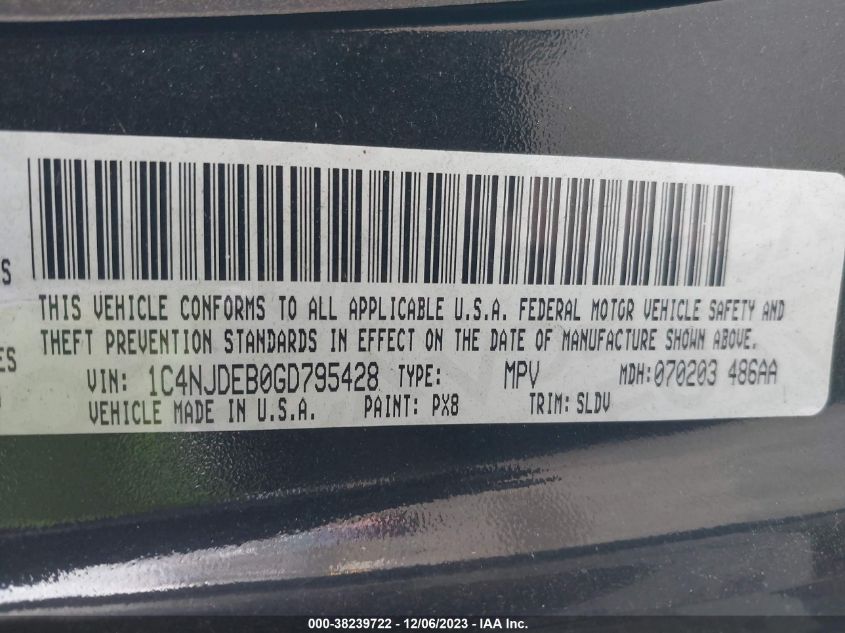 S
THIS VEHICLE CONFORMS TO ALL APPLICABLE U.S.A. FEDERAL MOTOR VEHICLE SAFETY AND
THEFT PREVENTION STANDARDS IN EFFECT ON THE DATE OF MANUFACTURE SHOWN ABOVE.
ES
VIN: 1C4NJDEB0GD795428 TYPE: MPV MDH:070203 486AA
VEHICLE MADE IN U.S.A. PAINT: PX8 TRIM: SLDV
000-38239722 - 12/06/2023 - IAA Inc.